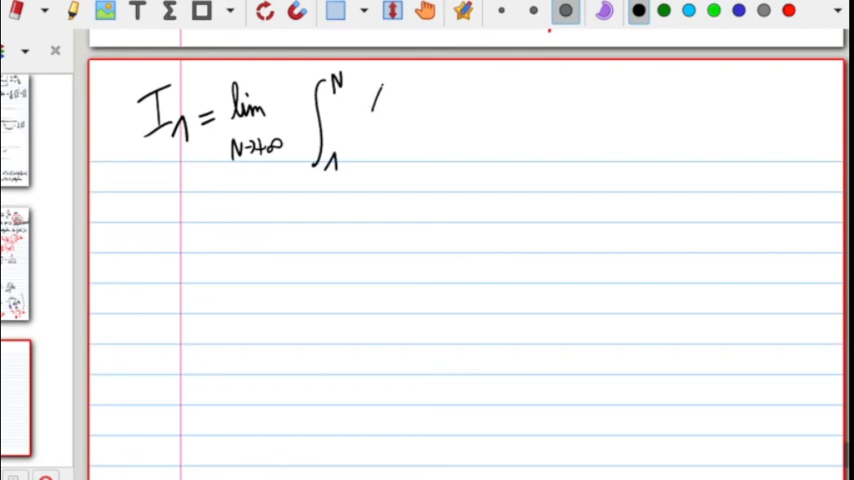 I₁ = lim N→+∞ ∫₁ᴺ